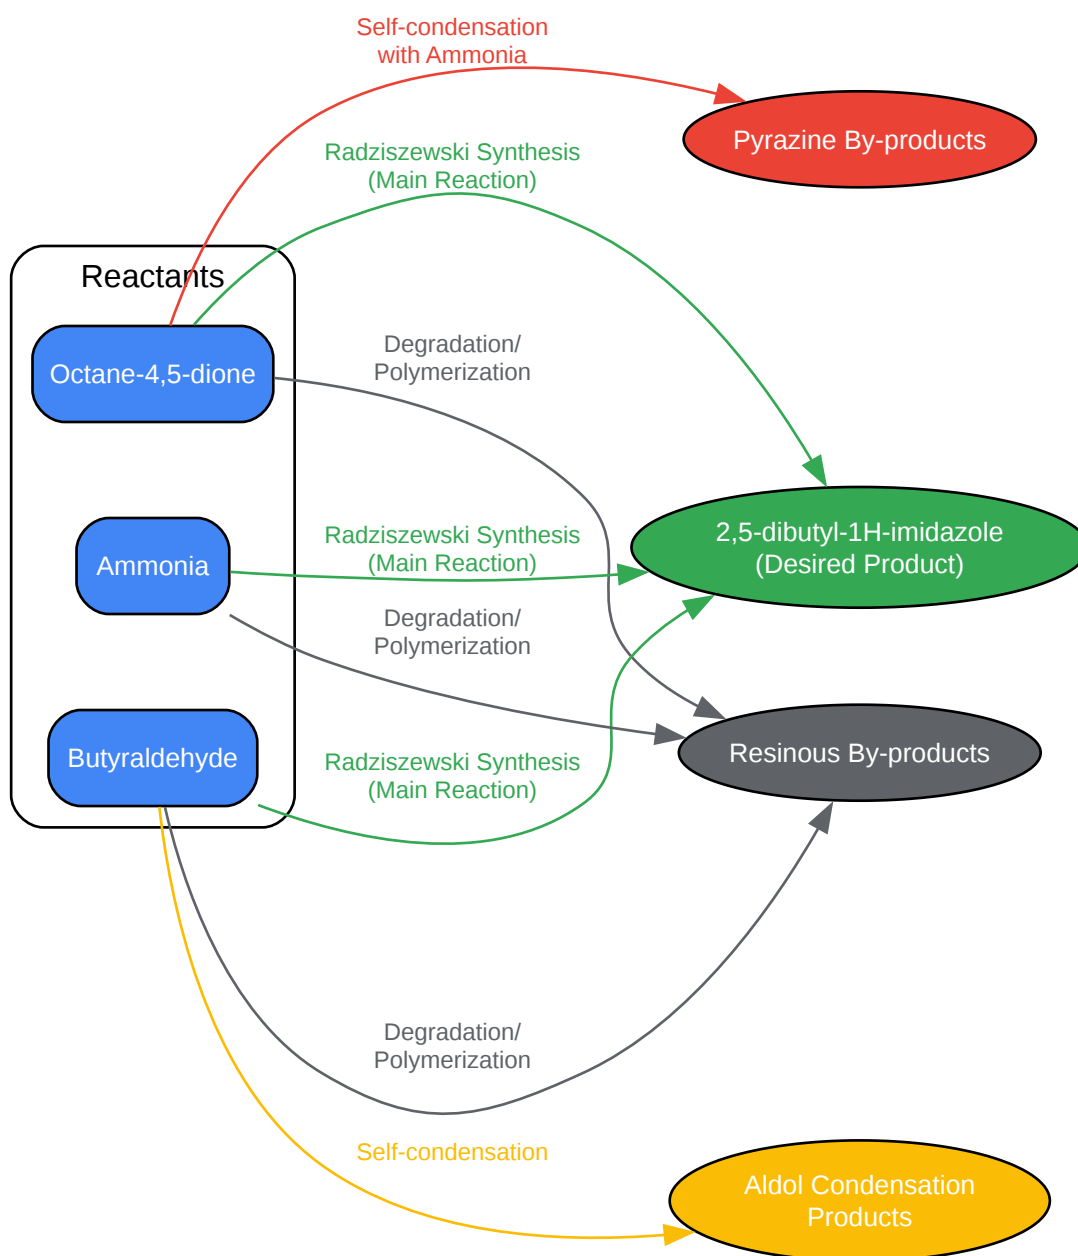 Self-condensation
with Ammonia
Pyrazine By-products
Radziszewski Synthesis
(Main Reaction)
Reactants
Octane-4,5-dione
Degradation/
Polymerization
Ammonia
Radziszewski Synthesis
(Main Reaction)
2,5-dibutyl-1H-imidazole
(Desired Product)
Degradation/
Polymerization
Butyraldehyde
Radziszewski Synthesis
(Main Reaction)
Resinous By-products
Degradation/
Polymerization
Self-condensation
Aldol Condensation
Products